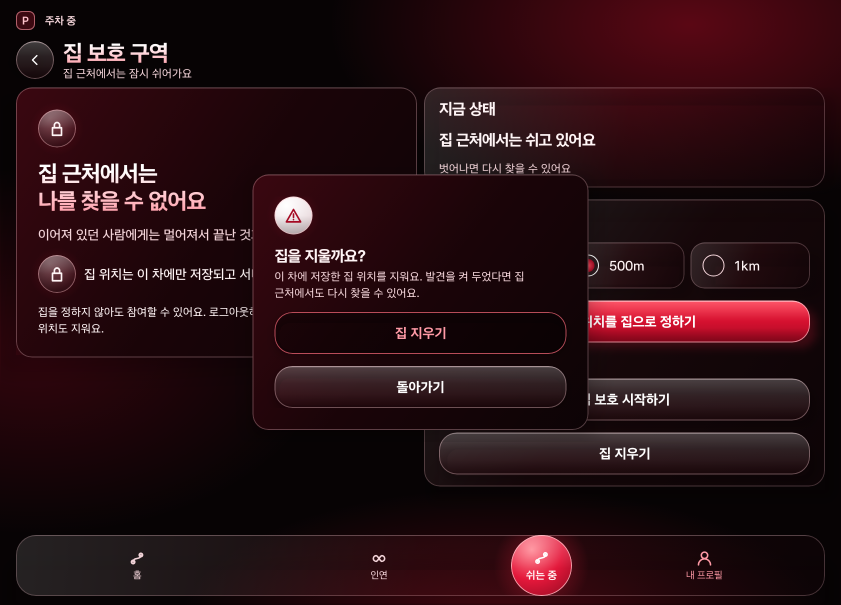 P 주차 중
집 보호 구역
집 근처에서는 잠시 쉬어가요
집 근처에서는
나를 찾을 수 없어요
이어져 있던 사람에게는 멀어져서 끝난 것
집 위치는 이 차에만 저장되고
집을 정하지 않아도 참여할 수 있어요.
위치도 지워요.
지금 상태
집 근처에서는 쉬고 있어요
벗어나면 다시 찾을 수 있어요
500m
1km
집으로 정하기
보호 시작하기
집 지우기
집을 지울까요?
이 차에 저장한 집 위치를 지워요. 발견을 켜 두었다면 집
근처에서도 다시 찾을 수 있어요.
집 지우기
돌아가기
홈
인연
쉬는 중
내 프로필